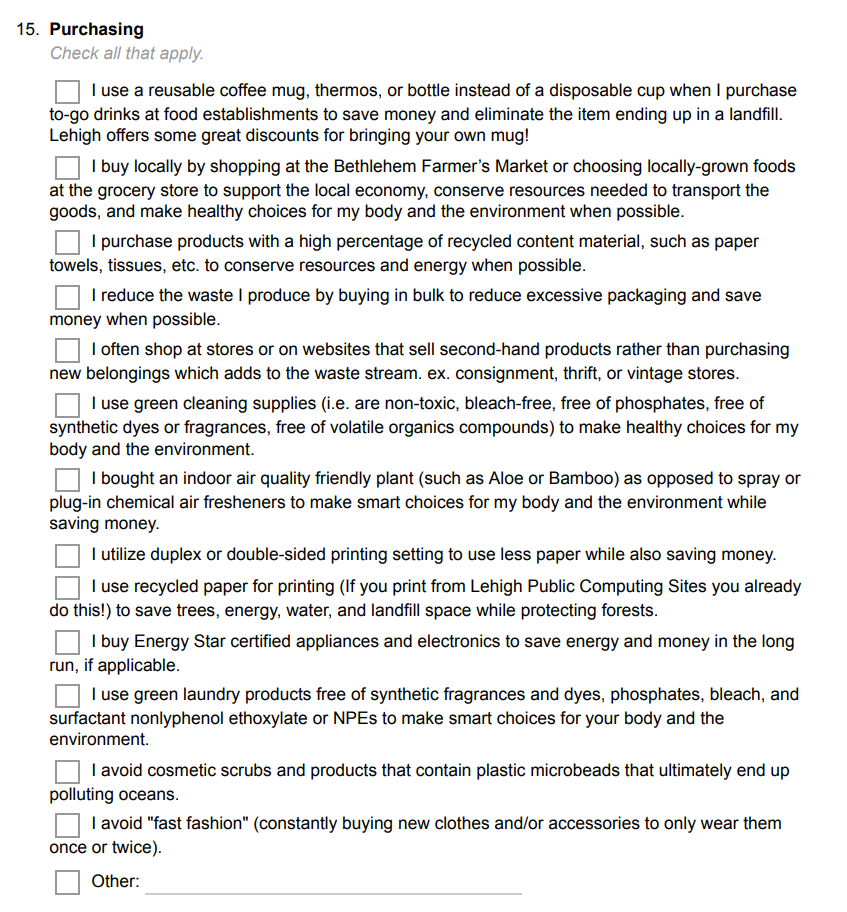 15. Purchasing
Check all that apply.
I use a reusable coffee mug, thermos, or bottle instead of a disposable cup when I purchase
to-go drinks at food establishments to save money and eliminate the item ending up in a landfill.
Lehigh offers some great discounts for bringing your own mug!
I buy locally by shopping at the Bethlehem Farmer’s Market or choosing locally-grown foods
at the grocery store to support the local economy, conserve resources needed to transport the
goods, and make healthy choices for my body and the environment when possible.
I purchase products with a high percentage of recycled content material, such as paper
towels, tissues, etc. to conserve resources and energy when possible.
I reduce the waste I produce by buying in bulk to reduce excessive packaging and save
money when possible.
I often shop at stores or on websites that sell second-hand products rather than purchasing
new belongings which adds to the waste stream. ex. consignment, thrift, or vintage stores.
I use green cleaning supplies (i.e. are non-toxic, bleach-free, free of phosphates, free of
synthetic dyes or fragrances, free of volatile organics compounds) to make healthy choices for my
body and the environment.
I bought an indoor air quality friendly plant (such as Aloe or Bamboo) as opposed to spray or
plug-in chemical air fresheners to make smart choices for my body and the environment while
saving money.
I utilize duplex or double-sided printing setting to use less paper while also saving money.
I use recycled paper for printing (If you print from Lehigh Public Computing Sites you already
do this!) to save trees, energy, water, and landfill space while protecting forests.
I buy Energy Star certified appliances and electronics to save energy and money in the long
run, if applicable.
I use green laundry products free of synthetic fragrances and dyes, phosphates, bleach, and
surfactant nonlyphenol ethoxylate or NPEs to make smart choices for your body and the
environment.
I avoid cosmetic scrubs and products that contain plastic microbeads that ultimately end up
polluting oceans.
I avoid "fast fashion" (constantly buying new clothes and/or accessories to only wear them
once or twice).
Other: